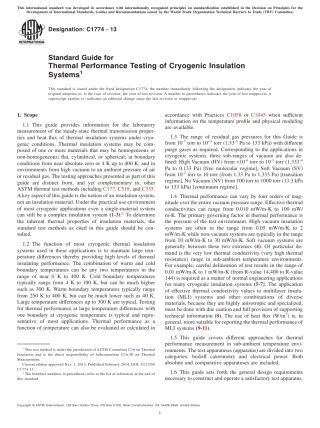 This international standard was developed in accordance with internationally recognized principles on standardization established in the Decision on Principles for the
Development of International Standards, Guides and Recommendations issued by the World Trade Organization Technical Barriers to Trade (TBT) Committee.
Designation: C1774 – 13
Standard Guide for
Thermal Performance Testing of Cryogenic Insulation
Systems1
This standard is issued under the fixed designation C1774; the number immediately following the designation indicates the year of
original adoption or, in the case of revision, the year of last revision. A number in parentheses indicates the year of last reapproval. A
superscript epsilon (ε) indicates an editorial change since the last revision or reapproval.
1. Scope
1.1 This guide provides information for the laboratory
measurement of the steady-state thermal transmission proper-
ties and heat flux of thermal insulation systems under cryo-
genic conditions. Thermal insulation systems may be com-
posed of one or more materials that may be homogeneous or
non-homogeneous; flat, cylindrical, or spherical; at boundary
conditions from near absolute zero or 4 K up to 400 K; and in
environments from high vacuum to an ambient pressure of air
or residual gas. The testing approaches presented as part of this
guide are distinct from, and yet complementary to, other
ASTM thermal test methods including C177, C518, and C335.
A key aspect of this guide is the notion of an insulation system,
not an insulation material. Under the practical use environment
of most cryogenic applications even a single-material system
can still be a complex insulation system (1-3).2 To determine
the inherent thermal properties of insulation materials, the
standard test methods as cited in this guide should be con-
sulted.
1.2 The function of most cryogenic thermal insulation
systems used in these applications is to maintain large tem-
perature differences thereby providing high levels of thermal
insulating performance. The combination of warm and cold
boundary temperatures can be any two temperatures in the
range of near 0 K to 400 K. Cold boundary temperatures
typically range from 4 K to 100 K, but can be much higher
such as 300 K. Warm boundary temperatures typically range
from 250 K to 400 K, but can be much lower such as 40 K.
Large temperature differences up to 300 K are typical. Testing
for thermal performance at large temperature differences with
one boundary at cryogenic temperature is typical and repre-
sentative of most applications. Thermal performance as a
function of temperature can also be evaluated or calculated in
1 This test method is under the jurisdiction of ASTM Committee C16 on Thermal
Insulation and is the direct responsibility of Subcommittee C16.30 on Thermal
Measurement.
Current edition approved Nov. 1, 2013. Published February 2014. DOI: 10.1520/
C1774-13.
2 The boldface numbers in parentheses refer to the list of references at the end of
this standard.
accordance with Practices C1058 or C1045 when sufficient
information on the temperature profile and physical modeling
are available.
1.3 The range of residual gas pressures for this Guide is
from 10-7 torr to 10+3 torr (1.33-5 Pa to 133 kPa) with different
purge gases as required. Corresponding to the applications in
cryogenic systems, three sub-ranges of vacuum are also de-
fined: High Vacuum (HV) from <10-6 torr to 10-3 torr (1.333-4
Pa to 0.133 Pa) [free molecular regime], Soft Vacuum (SV)
from 10-2 torr to 10 torr (from 1.33 Pa to 1,333 Pa) [transition
regime], No Vacuum (NV) from 100 torr to 1000 torr (13.3 kPa
to 133 kPa) [continuum regime].
1.4 Thermal performance can vary by four orders of mag-
nitude over the entire vacuum pressure range. Effective thermal
conductivities can range from 0.010 mW/m-K to 100 mW/
m-K. The primary governing factor in thermal performance is
the pressure of the test environment. High vacuum insulation
systems are often in the range from 0.05 mW/m-K to 2
mW/m-K while non-vacuum systems are typically in the range
from 10 mW/m-K to 30 mW/m-K. Soft vacuum systems are
generally between these two extremes (4). Of particular de-
mand is the very low thermal conductivity (very high thermal
resistance) range in sub-ambient temperature environments.
For example, careful delineation of test results in the range of
0.01 mW/m-K to 1 mW/m-K (from R-value 14,400 to R-value
144) is required as a matter of normal engineering applications
for many cryogenic insulation systems (5-7). The application
of effective thermal conductivity values to multilayer insula-
tion (MLI) systems and other combinations of diverse
materials, because they are highly anisotropic and specialized,
must be done with due caution and full provision of supporting
technical information (8). The use of heat flux (W/m2) is, in
general, more suitable for reporting the thermal performance of
MLI systems (9-11).
1.5 This guide covers different approaches for thermal
performance measurement in sub-ambient temperature envi-
ronments. The test apparatuses (apparatus) are divided into two
categories: boiloff calorimetry and electrical power. Both
absolute and comparative apparatuses are included.
1.6 This guide sets forth the general design requirements
necessary to construct and operate a satisfactory test apparatus.
Copyright © ASTM International, 100 Barr Harbor Drive, PO Box C700, West Conshohocken, PA 19428-2959. United States
1